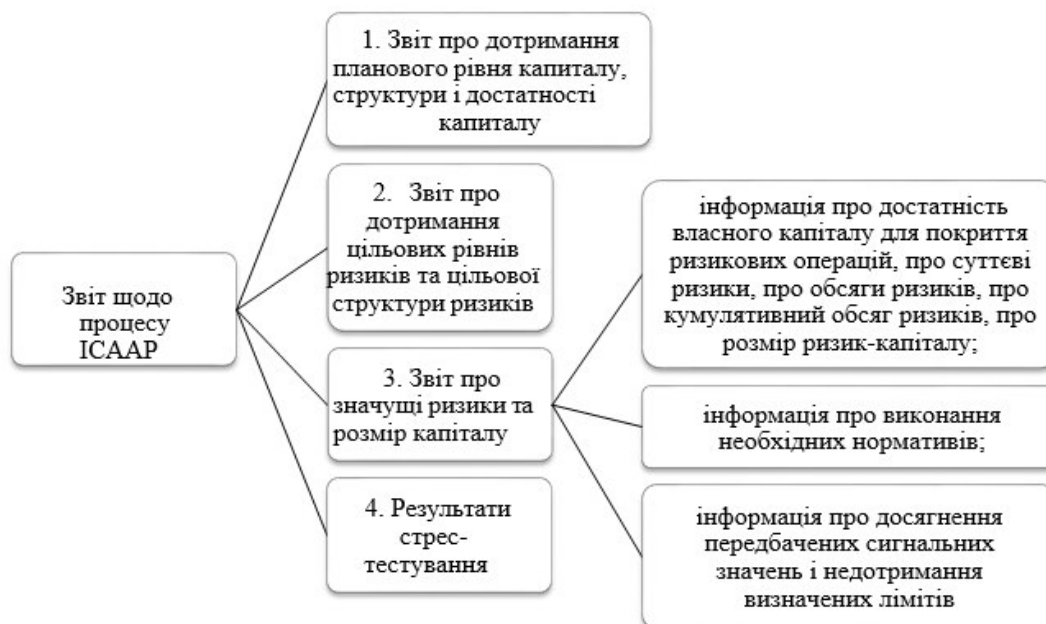 Звіт щодо
процесу
ICAAP
1. Звіт про дотримання
планового рівня капиталу,
структури і достатності
капиталу
2. Звіт про
дотримання
цільових рівнів
ризиків та цільової
структури ризиків
3. Звіт про
значущі ризики та
розмір капіталу
4. Результати
стрес-
тестування
інформація про достатність
власного капіталу для покриття
ризикових операцій, про суттєві
ризики, про обсяги ризиків, про
кумулятивний обсяг ризиків, про
розмір ризик-капіталу;
інформація про виконання
необхідних нормативів;
інформація про досягнення
передбачених сигнальних
значень і недотримання
визначених лімітів